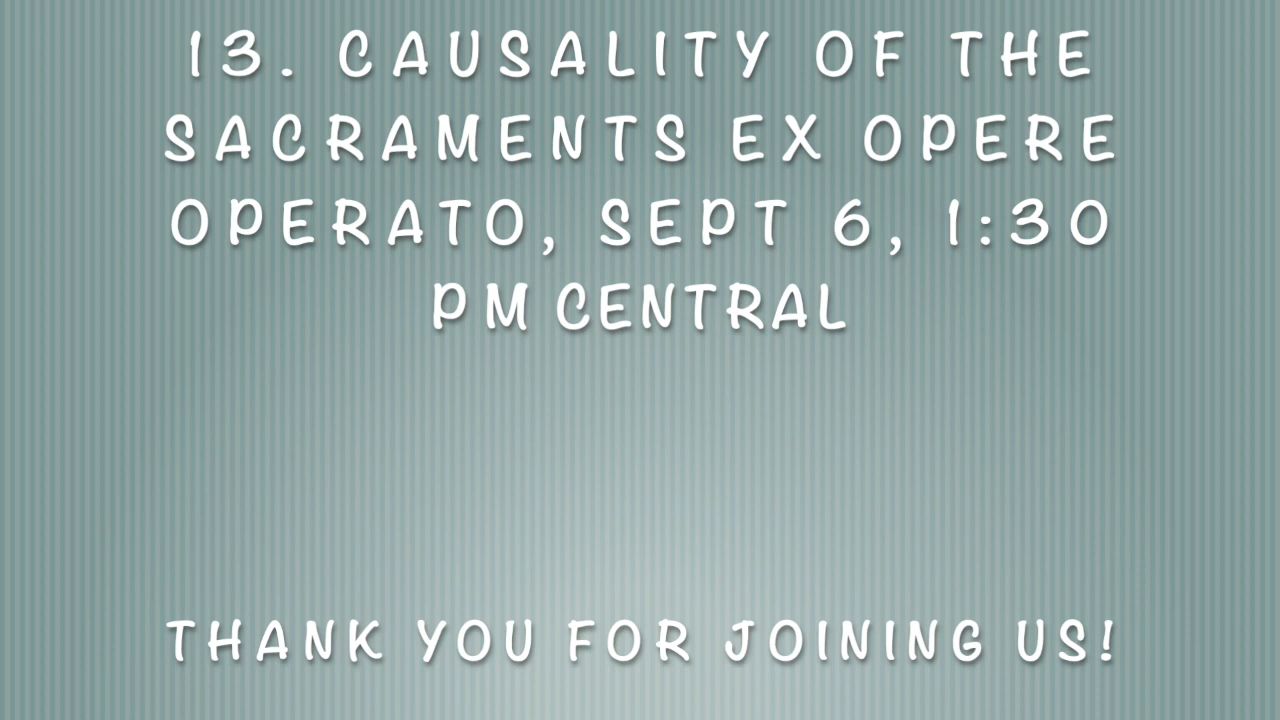 13. CAUSALITY OF THE
SACRAMENTS EX OPERE
OPERATO, SEPT 6, 1:30
PM CENTRAL
THANK YOU FOR JOINING US!